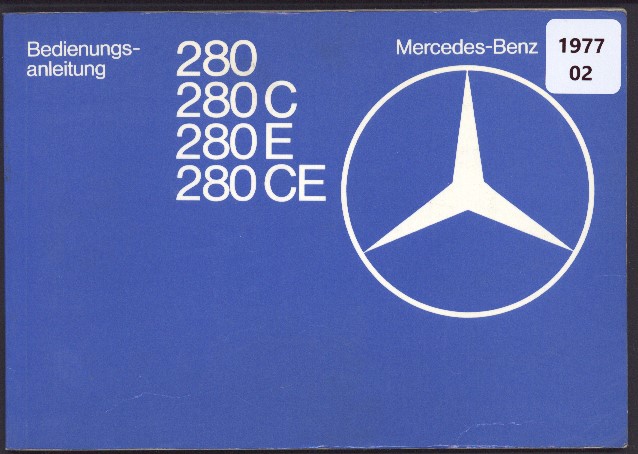 Bedienungs-
anleitung
280
280 C
280 E
280 CE
Mercedes-Benz
1977
02